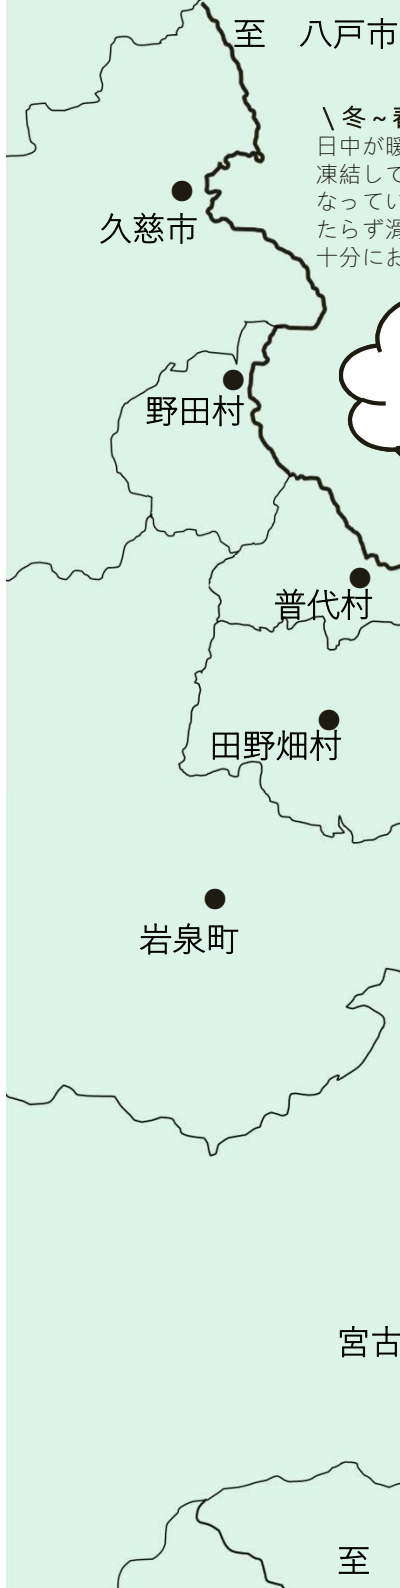 至　八戸市
\ 冬～
日中が暖
凍結して
なってい
たらず滑
十分にお
久慈市
野田村
普代村
田野畑村
岩泉町
宮古
至